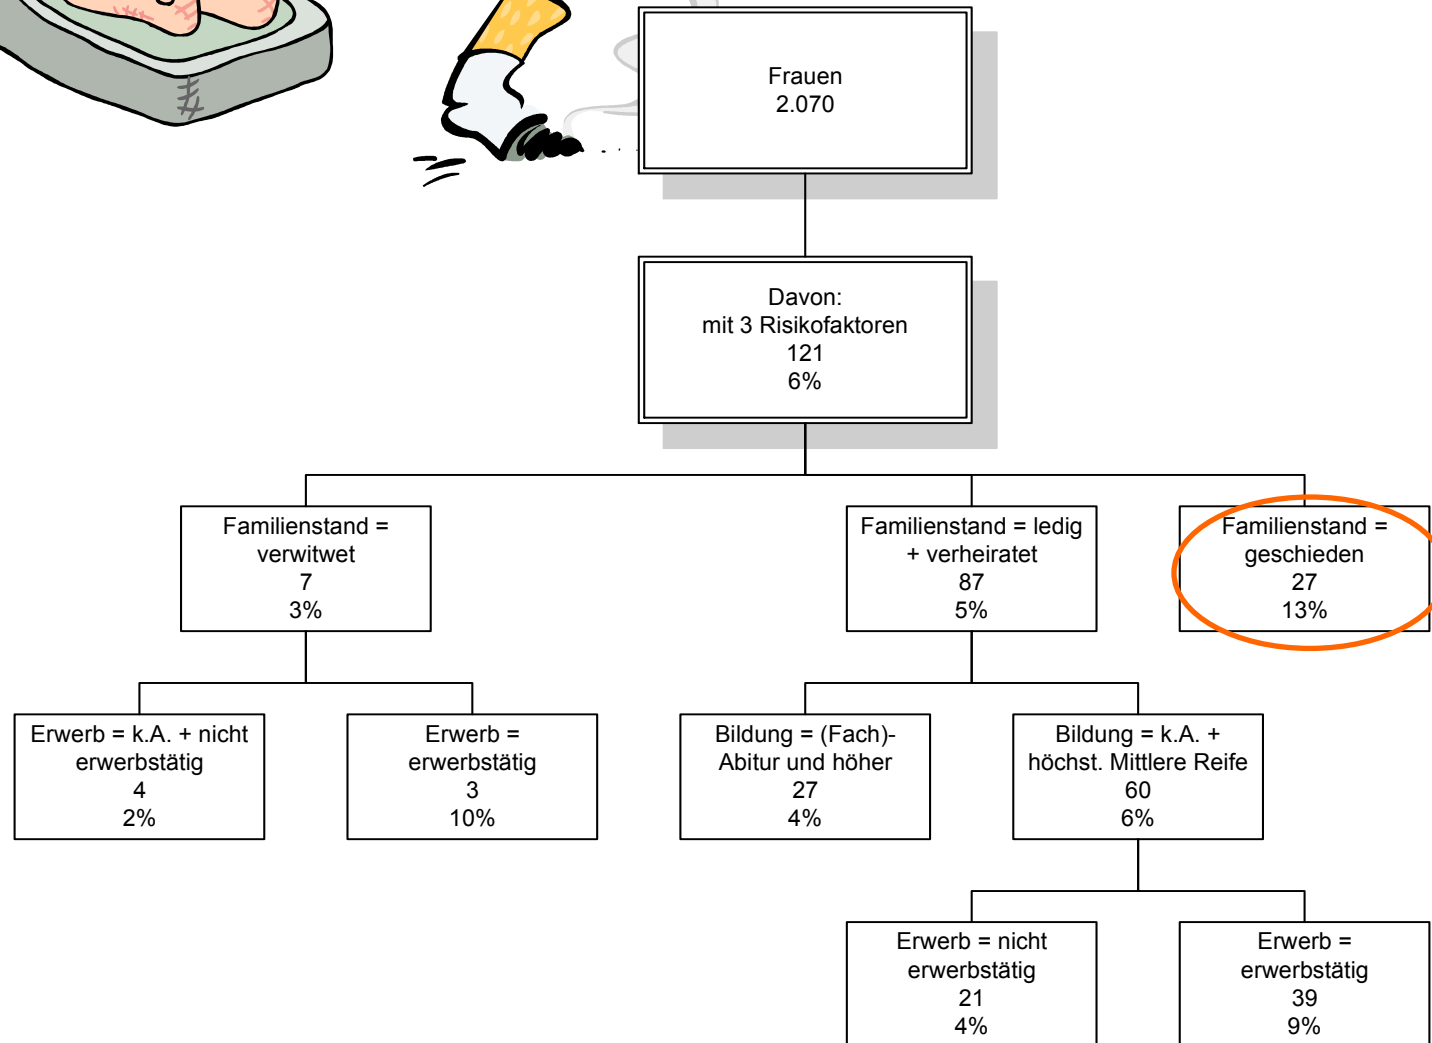 Frauen
2.070
Davon:
mit 3 Risikofaktoren
121
6%
Familienstand =
verwitwet
7
3%
Familienstand = ledig
+ verheiratet
87
5%
Familienstand =
geschieden
27
13%
Erwerb = k.A. + nicht
erwerbstätig
4
2%
Erwerb =
erwerbstätig
3
10%
Bildung = (Fach)-
Abitur und höher
27
4%
Bildung = k.A. +
höchst. Mittlere Reife
60
6%
Erwerb = nicht
erwerbstätig
21
4%
Erwerb =
erwerbstätig
39
9%